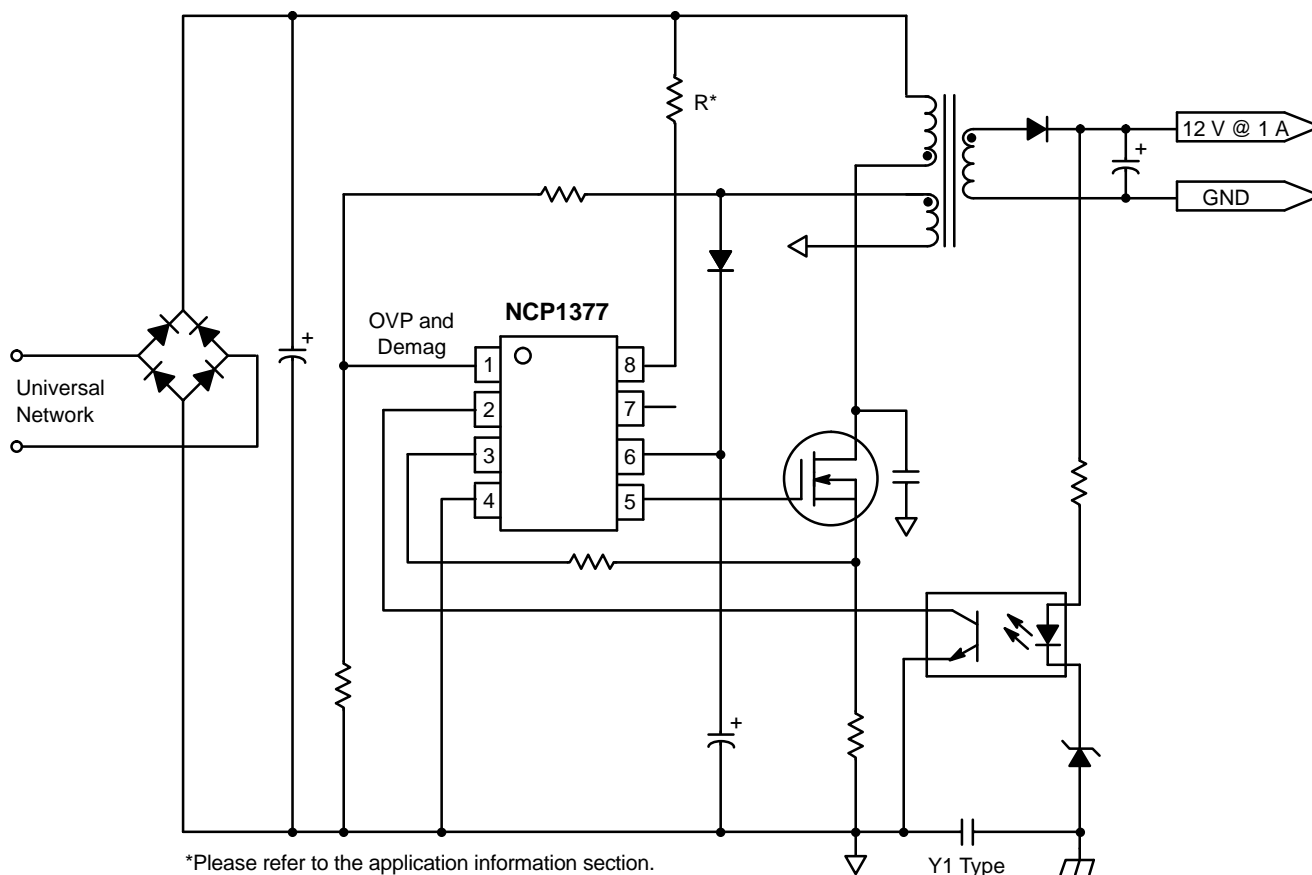 R*
12 V @ 1 A
+
GND
NCP1377
OVP and
Demag
+
1
8
Universal
Network
2
7
3
6
4
5
+
*Please refer to the application information section.
Y1 Type